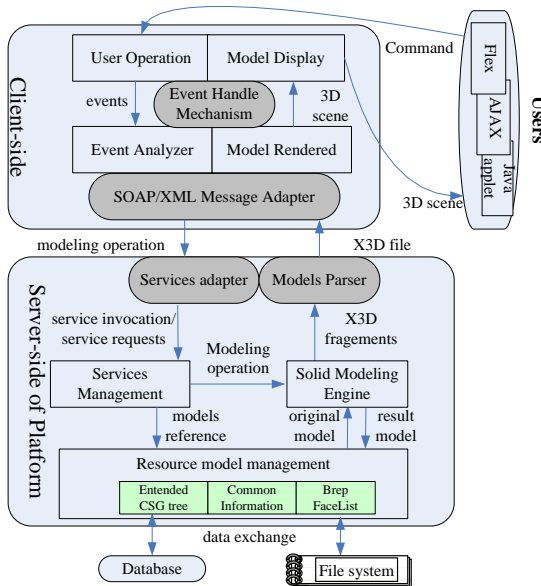 Client-side
User Operation
Model Display
Command
Flex
AJAX
Java
applet
Users
events
Event Handle
Mechanism
3D
scene
Event Analyzer
Model Rendered
SOAP/XML Message Adapter
3D scene
modeling operation
X3D file
Server-side of Platform
Services adapter
Models Parser
service invocation/
service requests
X3D
fragements
Modeling
operation
Services
Management
Solid Modeling
Engine
models
reference
original
model
result
model
Resource model management
Entended
CSG tree
Common
Information
Brep
FaceList
data exchange
Database
File system